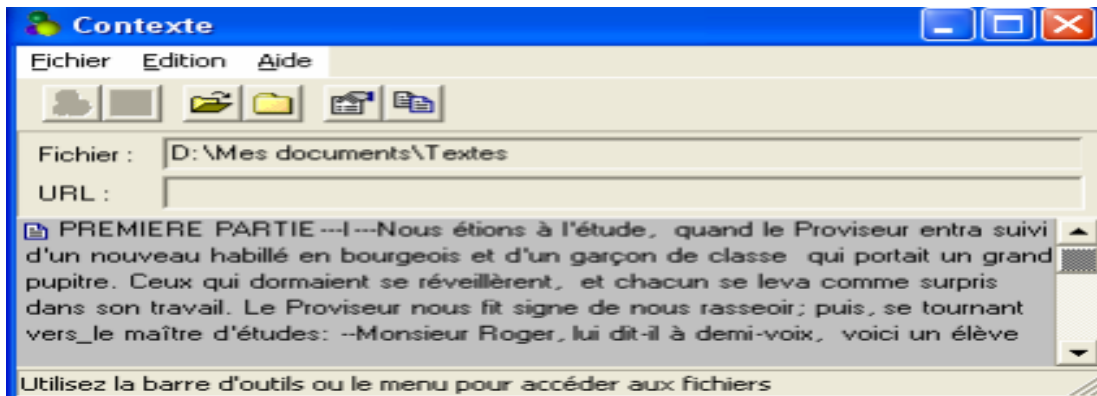 Contexte
Fichier Edition Aide
Fichier : D:\Mes documents\Textes
URL :
PREMIERE PARTIE---I---Nous étions à l'étude, quand le Proviseur entra suivi
d'un nouveau habillé en bourgeois et d'un garçon de classe qui portait un grand
pupitre. Ceux qui dormaient se réveillèrent, et chacun se leva comme surpris
dans son travail. Le Proviseur nous fit signe de nous rasseoir; puis, se tournant
vers_le maître d'études: --Monsieur Roger, lui dit-il à demi-voix, voici un élève
Utilisez la barre d'outils ou le menu pour accéder aux fichiers